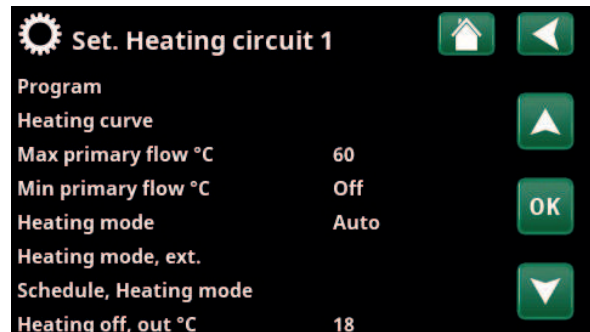 Set. Heating circuit 1
Program
Heating curve
Max primary flow °C 60
Min primary flow °C Off
Heating mode Auto
OK
Heating mode, ext.
Schedule, Heating mode
Heating off, out °C 18